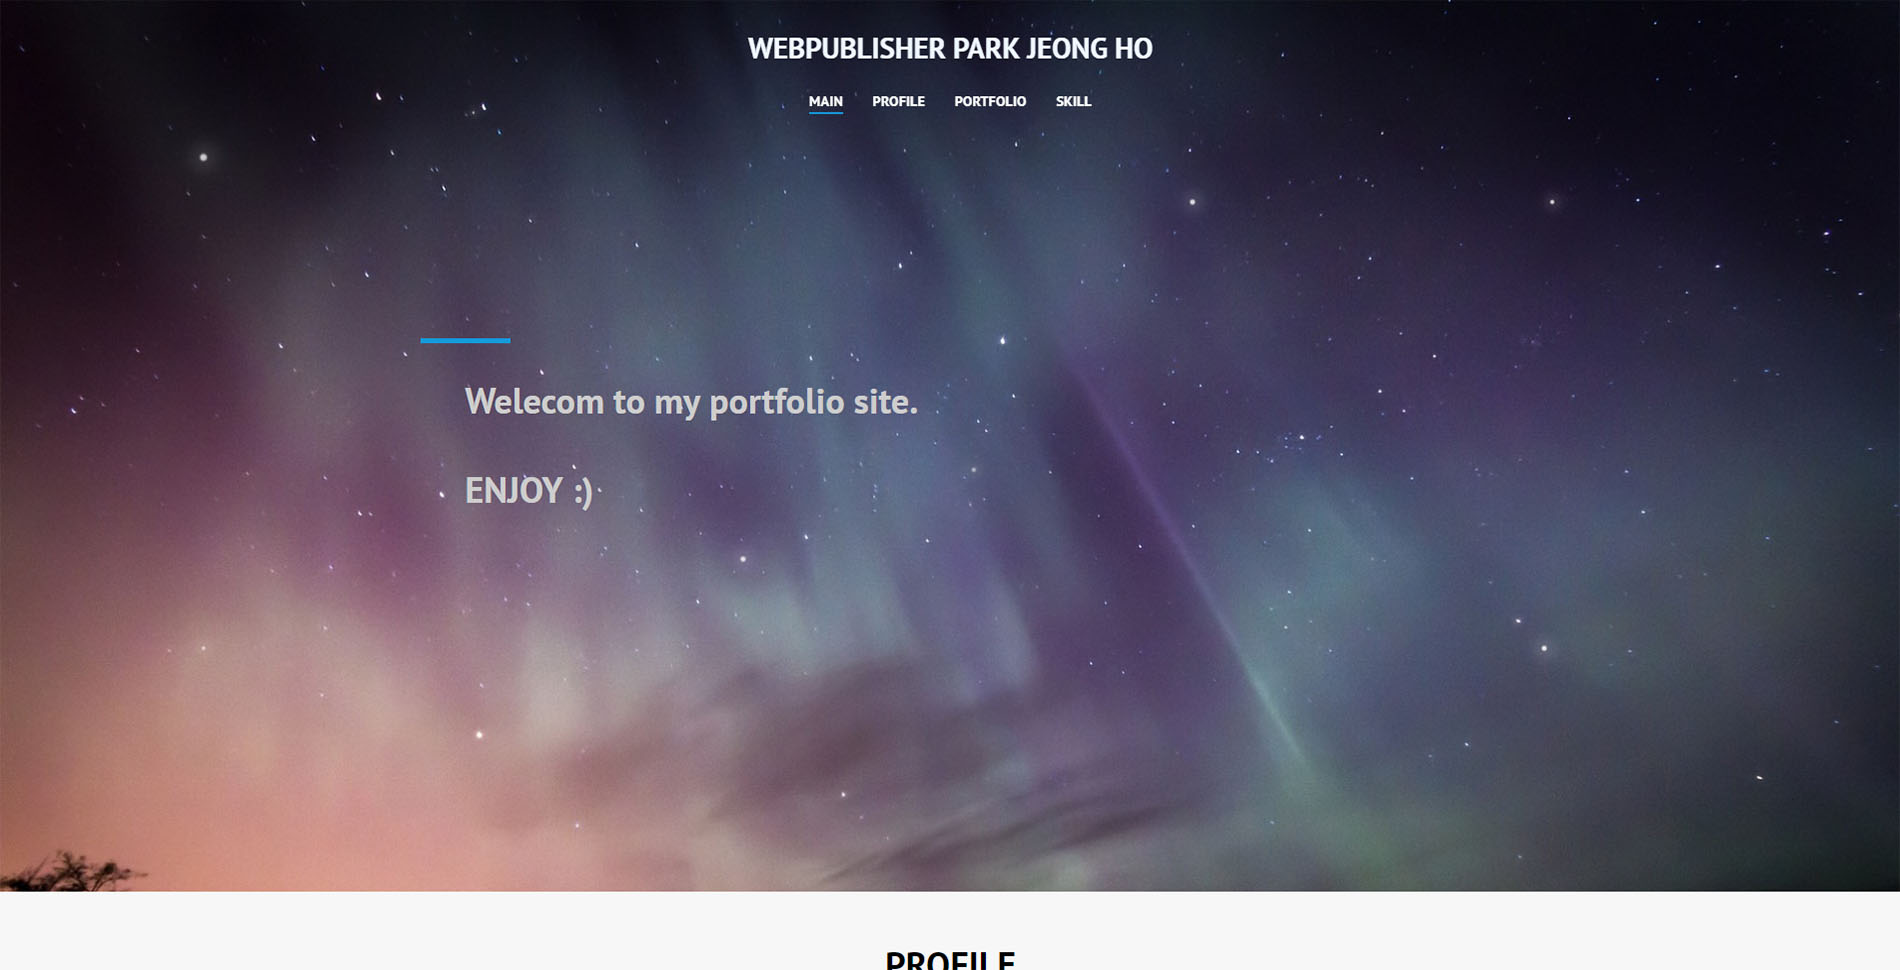 WEBPUBLISHER PARK JEONG HO
MAIN PROFILE PORTFOLIO SKILL
Welecom to my portfolio site.
ENJOY :)
PROFILE